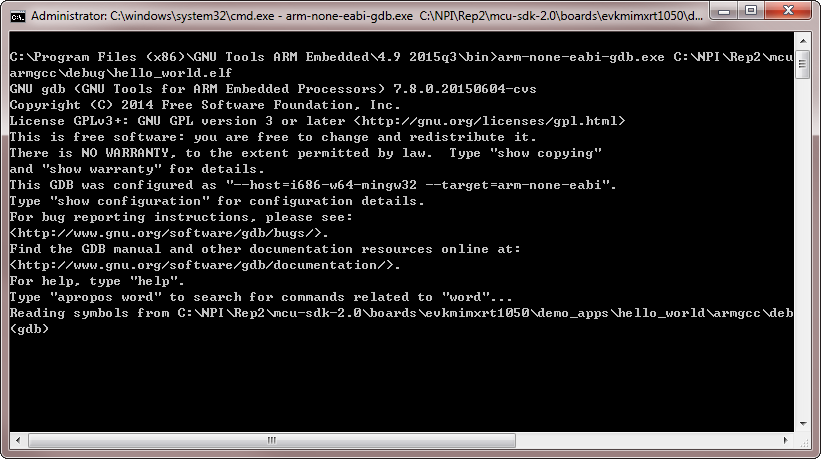 Administrator: C:\windows\system32\cmd.exe - arm-none-eabi-gdb.exe  C:\NPI\Rep2\mcu-sdk-2.0\boards\evkmimxrt1050\d...
C:\Program Files (x86)\GNU Tools ARM Embedded\4.9 2015q3\bin>arm-none-eabi-gdb.exe C:\NPI\Rep2\mcu
armgcc\debug\hello_world.elf
GNU gdb (GNU Tools for ARM Embedded Processors) 7.8.0.20150604-cvs
Copyright (C) 2014 Free Software Foundation, Inc.
License GPLv3+: GNU GPL version 3 or later <http://gnu.org/licenses/gpl.html>
This is free software: you are free to change and redistribute it.
There is NO WARRANTY, to the extent permitted by law.  Type "show copying"
and "show warranty" for details.
This GDB was configured as "--host=i686-w64-mingw32 --target=arm-none-eabi".
Type "show configuration" for configuration details.
For bug reporting instructions, please see:
<http://www.gnu.org/software/gdb/bugs/>.
Find the GDB manual and other documentation resources online at:
<http://www.gnu.org/software/gdb/documentation/>.
For help, type "help".
Type "apropos word" to search for commands related to "word"...
Reading symbols from C:\NPI\Rep2\mcu-sdk-2.0\boards\evkmimxrt1050\demo_apps\hello_world\armgcc\deb
(gdb)